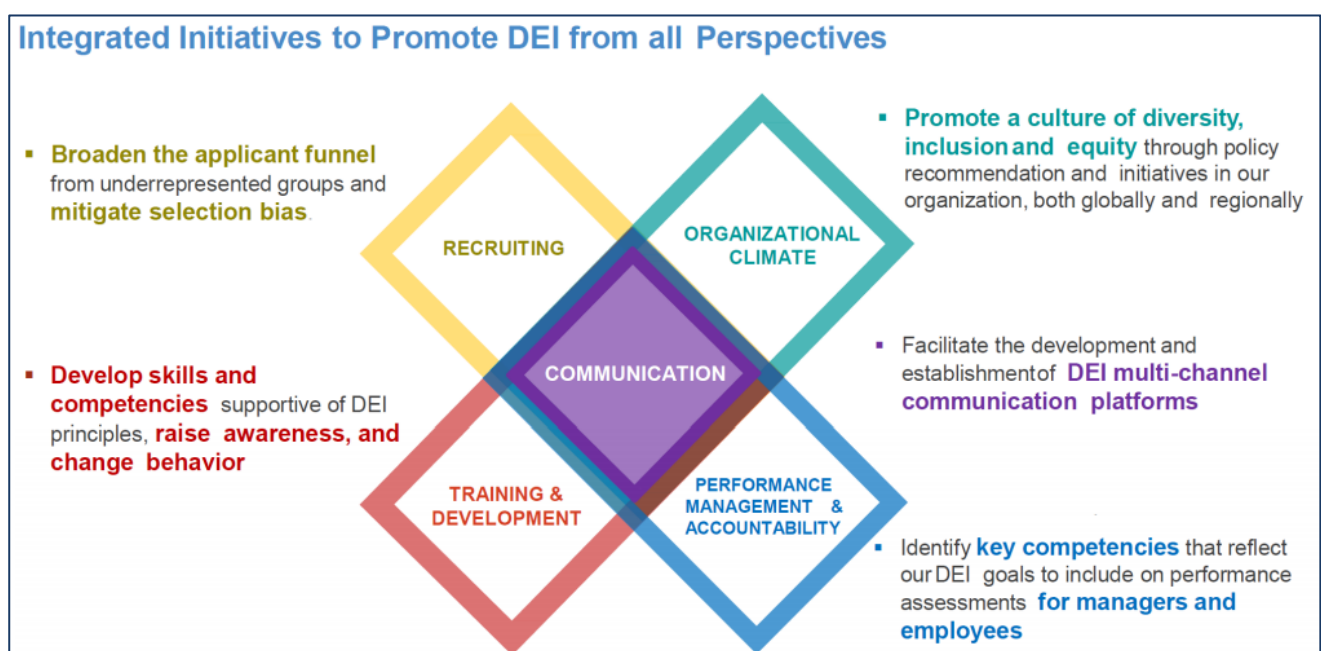 Integrated Initiatives to Promote DEI from all Perspectives
▪ Broaden the applicant funnel
from underrepresented groups and
mitigate selection bias.
▪ Develop skills and
competencies supportive of DEI
principles, raise awareness, and
change behavior
RECRUITING
ORGANIZATIONAL
CLIMATE
COMMUNICATION
TRAINING &
DEVELOPMENT
PERFORMANCE
MANAGEMENT &
ACCOUNTABILITY
▪ Promote a culture of diversity,
inclusion and equity through policy
recommendation and initiatives in our
organization, both globally and regionally
▪ Facilitate the development and
establishmentof DEI multi-channel
communication platforms
▪ Identify key competencies that reflect
our DEI goals to include on performance
assessments for managers and
employees